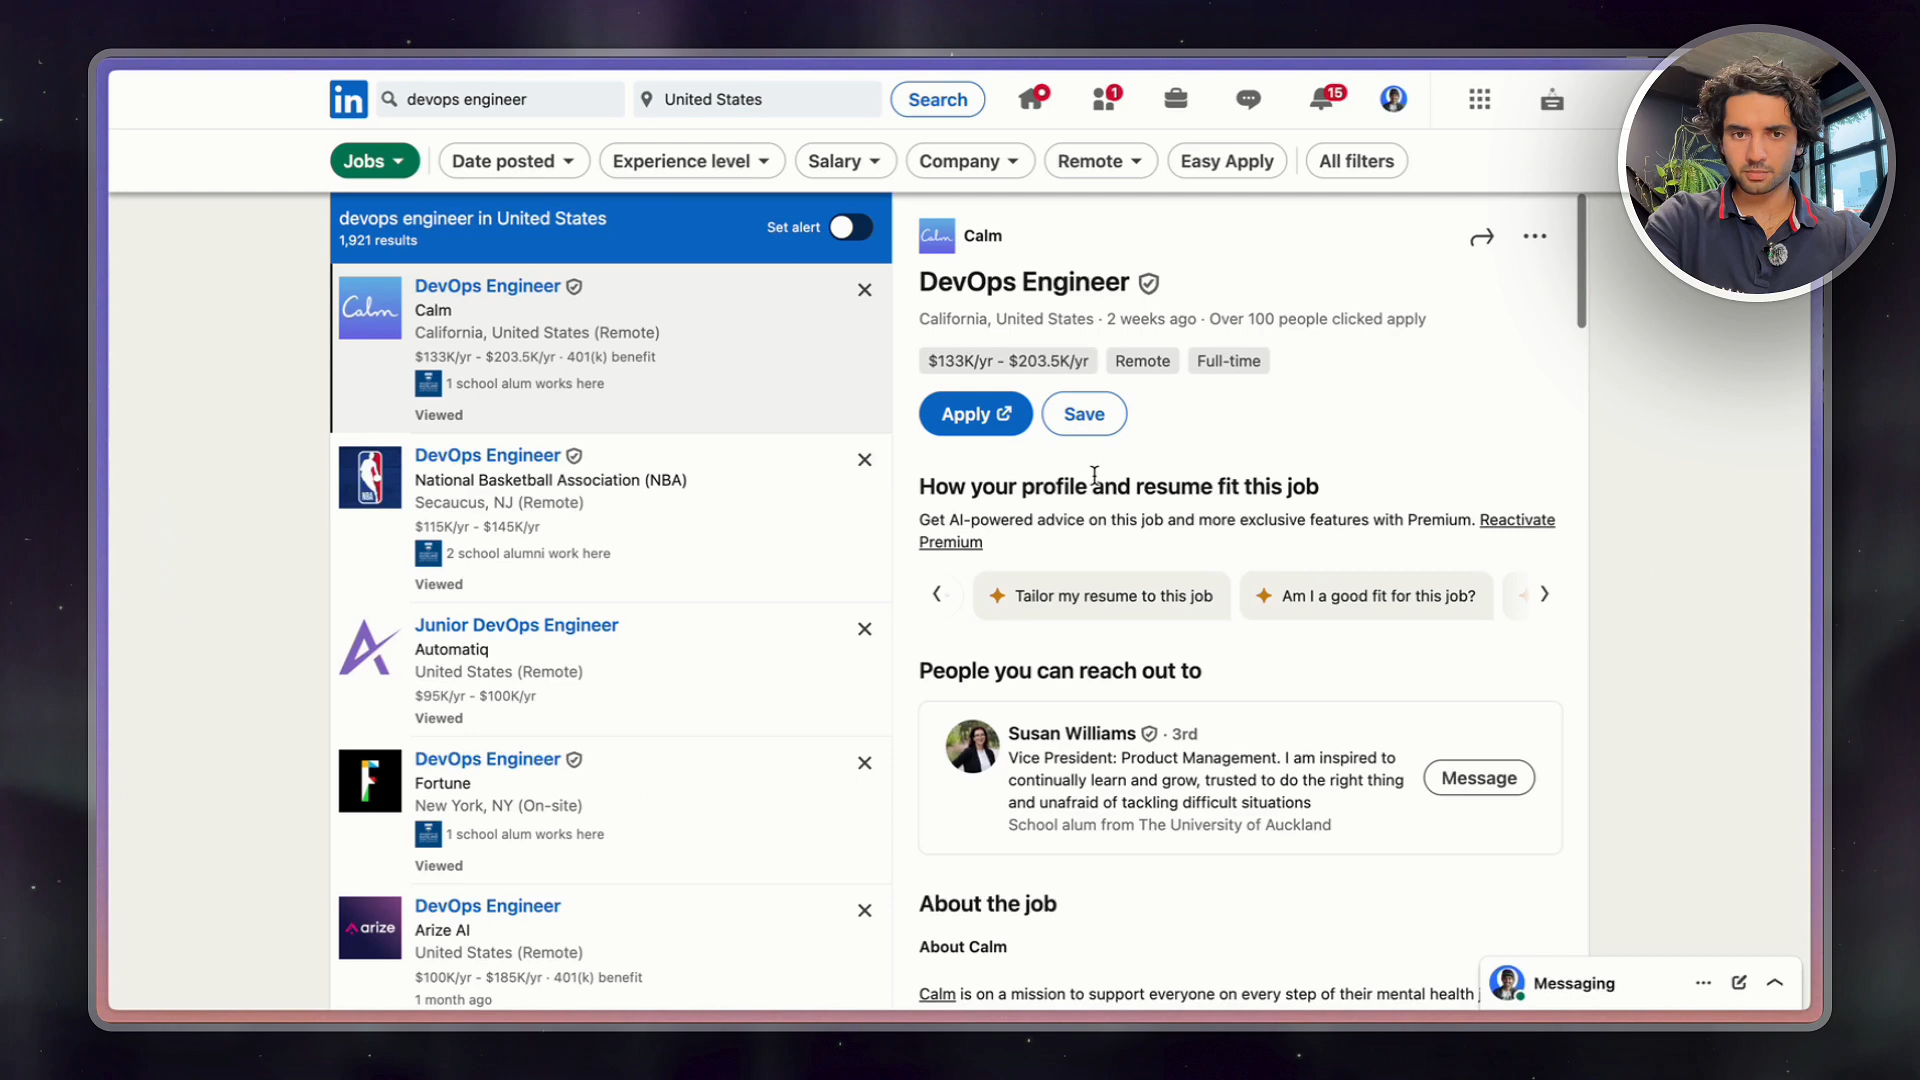 in
devops engineer
United States
Search
1
15
Jobs
Date posted
Experience level
Salary
Company
Remote
Easy Apply
All filters
devops engineer in United States
1,921 results
Set alert
Calm
DevOps Engineer
Calm
California, United States (Remote)
$133K/yr - $203.5K/yr · 401(k) benefit
1 school alum works here
Viewed
NBA
DevOps Engineer
National Basketball Association (NBA)
Secaucus, NJ (Remote)
$115K/yr - $145K/yr
2 school alumni work here
Viewed
Junior DevOps Engineer
Automatiq
United States (Remote)
$95K/yr - $100K/yr
Viewed
F
DevOps Engineer
Fortune
New York, NY (On-site)
1 school alum works here
Viewed
arize
DevOps Engineer
Arize AI
United States (Remote)
$100K/yr - $185K/yr · 401(k) benefit
1 month ago
Calm
Calm
DevOps Engineer
California, United States · 2 weeks ago · Over 100 people clicked apply
$133K/yr - $203.5K/yr
Remote
Full-time
Apply
Save
How your profile and resume fit this job
Get AI-powered advice on this job and more exclusive features with Premium. Reactivate
Premium
Tailor my resume to this job
Am I a good fit for this job?
People you can reach out to
Susan Williams · 3rd
Vice President: Product Management. I am inspired to
continually learn and grow, trusted to do the right thing
and unafraid of tackling difficult situations
School alum from The University of Auckland
Message
About the job
About Calm
Calm is on a mission to support everyone on every step of their mental health
Messaging